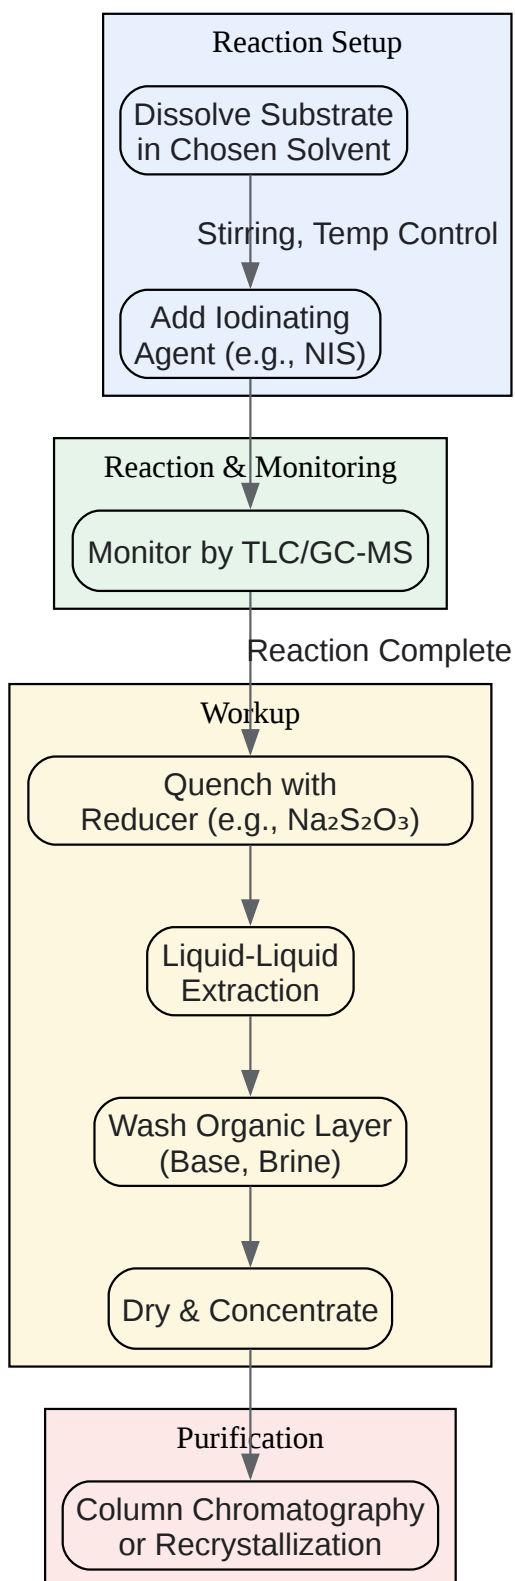 Reaction Setup
Dissolve Substrate
in Chosen Solvent
Stirring, Temp Control
Add Iodinating
Agent (e.g., NIS)
Reaction & Monitoring
Monitor by TLC/GC-MS
Reaction Complete
Workup
Quench with
Reducer (e.g., Na₂S₂O₃)
Liquid-Liquid
Extraction
Wash Organic Layer
(Base, Brine)
Dry & Concentrate
Purification
Column Chromatography
or Recrystallization